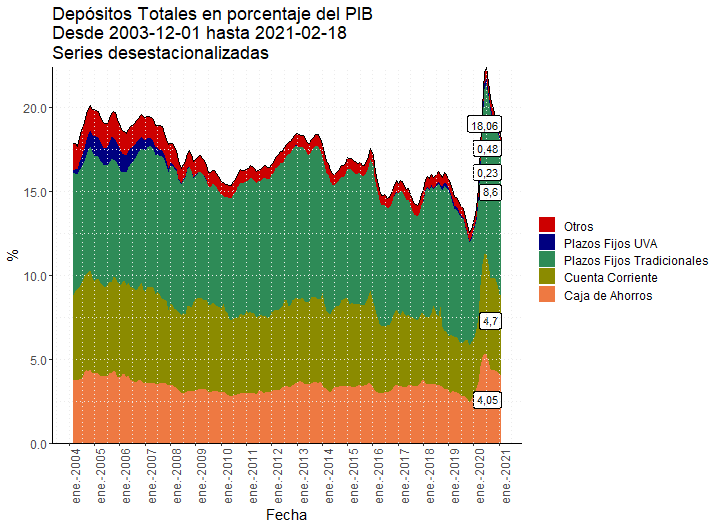 Depósitos Totales en porcentaje del PIB
Desde 2003-12-01 hasta 2021-02-18
Series desestacionalizadas
%
20.0
15.0
10.0
5.0
0.0
18,06
0,48
0,23
8,6
4,7
4,05
Otros
Plazos Fijos UVA
Plazos Fijos Tradicionales
Cuenta Corriente
Caja de Ahorros
ene.-2004
ene.-2005
ene.-2006
ene.-2007
ene.-2008
ene.-2009
ene.-2010
ene.-2011
ene.-2012
ene.-2013
ene.-2014
ene.-2015
ene.-2016
ene.-2017
ene.-2018
ene.-2019
ene.-2020
ene.-2021
Fecha